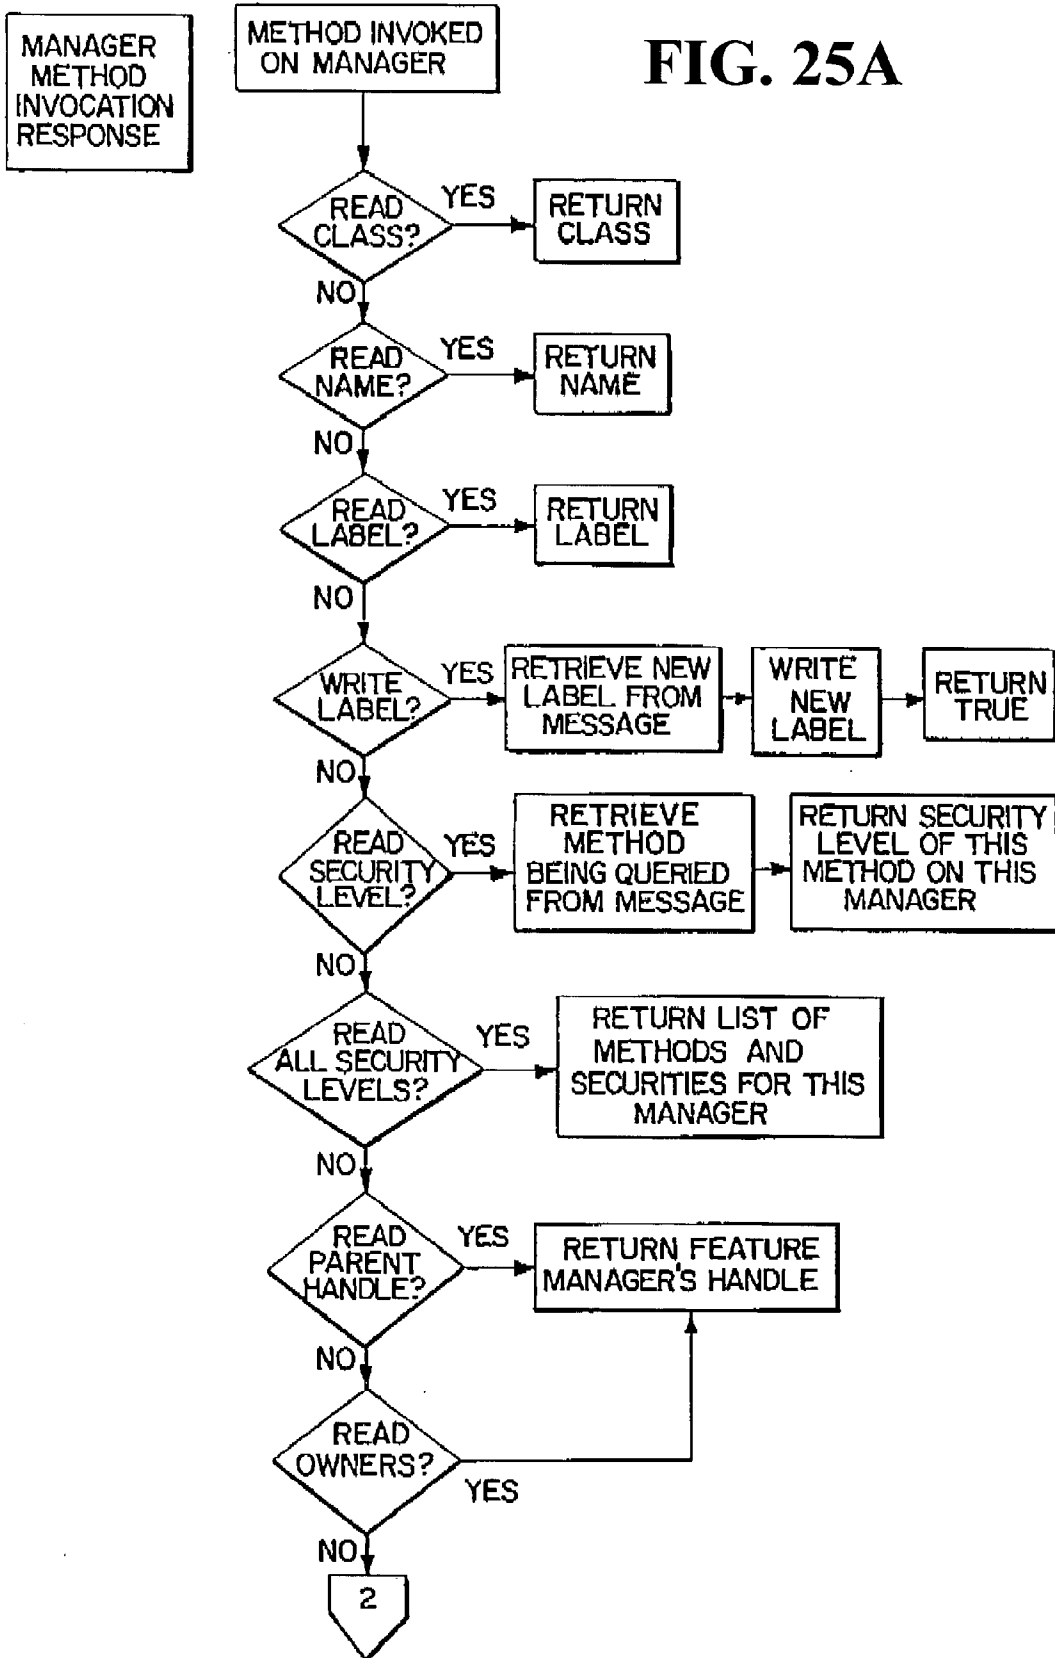 MANAGER
METHOD
INVOCATION
RESPONSE
METHOD INVOKED
ON MANAGER
FIG. 25A
READ
CLASS?
YES
RETURN
CLASS
NO
READ
NAME?
YES
RETURN
NAME
NO
READ
LABEL?
YES
RETURN
LABEL
NO
WRITE
LABEL?
YES
RETRIEVE NEW
LABEL FROM
MESSAGE
WRITE
NEW
LABEL
RETURN
TRUE
NO
READ
SECURITY
LEVEL?
YES
RETRIEVE
METHOD
BEING QUERIED
FROM MESSAGE
RETURN SECURITY
LEVEL OF THIS
METHOD ON THIS
MANAGER
NO
READ
ALL SECURITY
LEVELS?
YES
RETURN LIST OF
METHODS AND
SECURITIES FOR THIS
MANAGER
NO
READ
PARENT
HANDLE?
YES
RETURN FEATURE
MANAGER'S HANDLE
NO
READ
OWNERS?
YES
NO
2